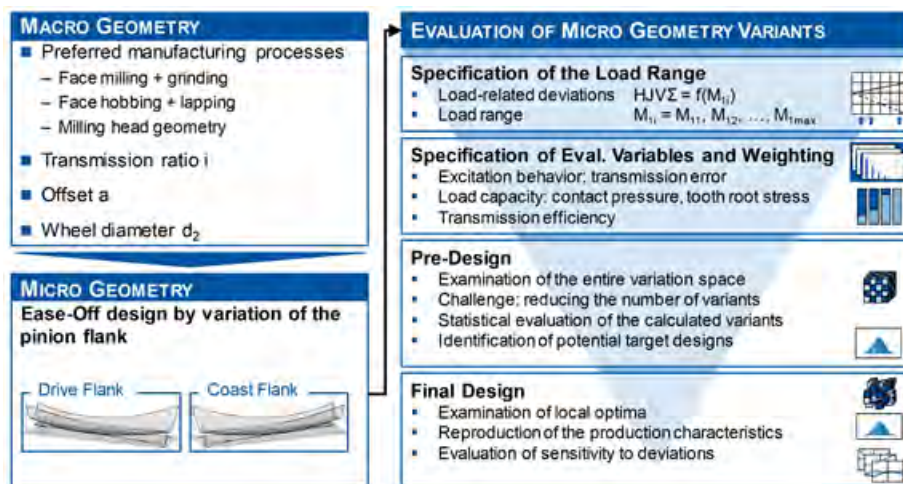 MACRO GEOMETRY
▪ Preferred manufacturing processes
– Face milling + grinding
– Face hobbing + lapping
– Milling head geometry
▪ Transmission ratio i
▪ Offset a
▪ Wheel diameter d₂
MICRO GEOMETRY
Ease-Off design by variation of the
pinion flank
Drive Flank
Coast Flank
EVALUATION OF MICRO GEOMETRY VARIANTS
Specification of the Load Range
▪ Load-related deviations HJVΣ = f(M₁ᵢ)
▪ Load range M₁ᵢ = M₁₁, M₁₂, …, M₁ₘₐₓ
Specification of Eval. Variables and Weighting
▪ Excitation behavior: transmission error
▪ Load capacity: contact pressure, tooth root stress
▪ Transmission efficiency
Pre-Design
▪ Examination of the entire variation space
▪ Challenge: reducing the number of variants
▪ Statistical evaluation of the calculated variants
▪ Identification of potential target designs
Final Design
▪ Examination of local optima
▪ Reproduction of the production characteristics
▪ Evaluation of sensitivity to deviations